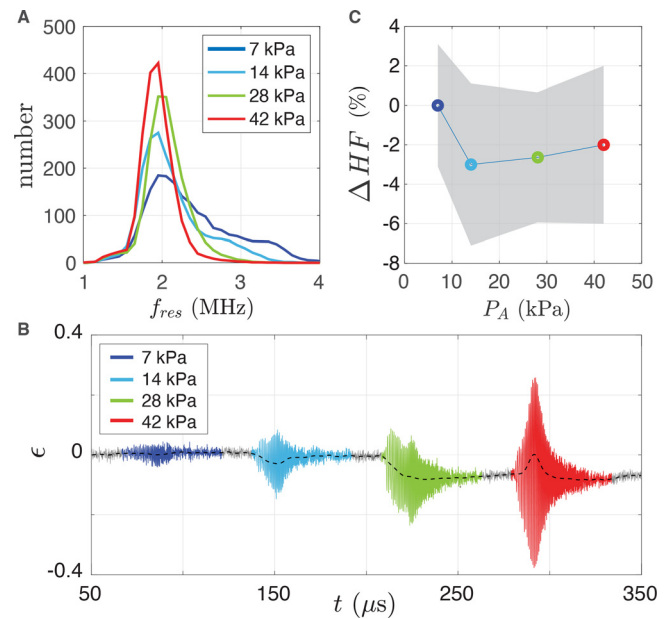 A
500
400
300
200
100
0
number
1
2
3
4
f_res (MHz)
7 kPa
14 kPa
28 kPa
42 kPa
C
4
2
0
-2
-4
-6
-8
ΔHF (%)
0
10
20
30
40
50
P_A (kPa)
B
0.4
0
-0.4
ϵ
7 kPa
14 kPa
28 kPa
42 kPa
50
150
250
350
t (μs)